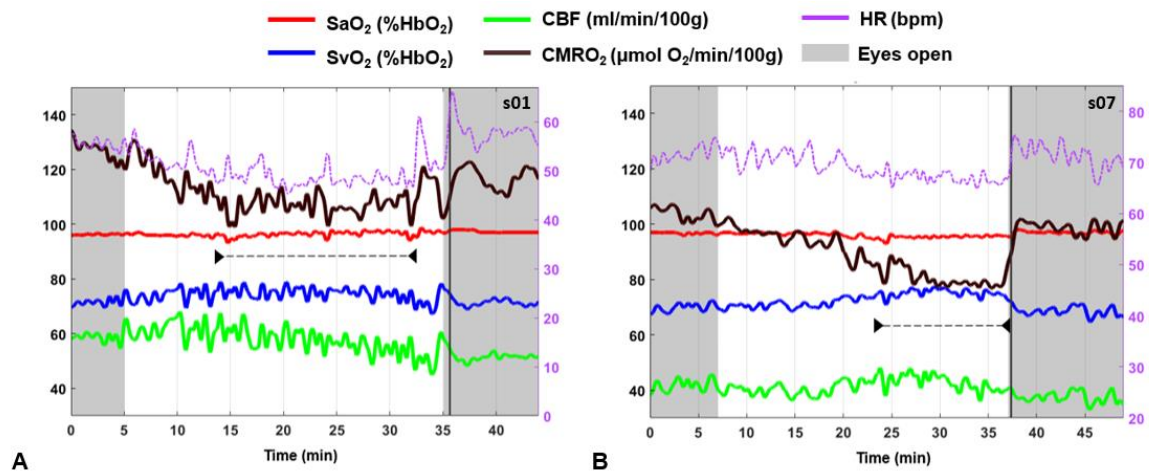 SaO₂ (%HbO₂)
CBF (ml/min/100g)
HR (bpm)
SvO₂ (%HbO₂)
CMRO₂ (µmol O₂/min/100g)
Eyes open
s01
140
120
100
80
60
40
60
50
40
30
20
10
0
0 5 10 15 20 25 30 35 40
Time (min)
A
s07
140
120
100
80
60
40
80
70
60
50
40
30
20
0 5 10 15 20 25 30 35 40 45
Time (min)
B